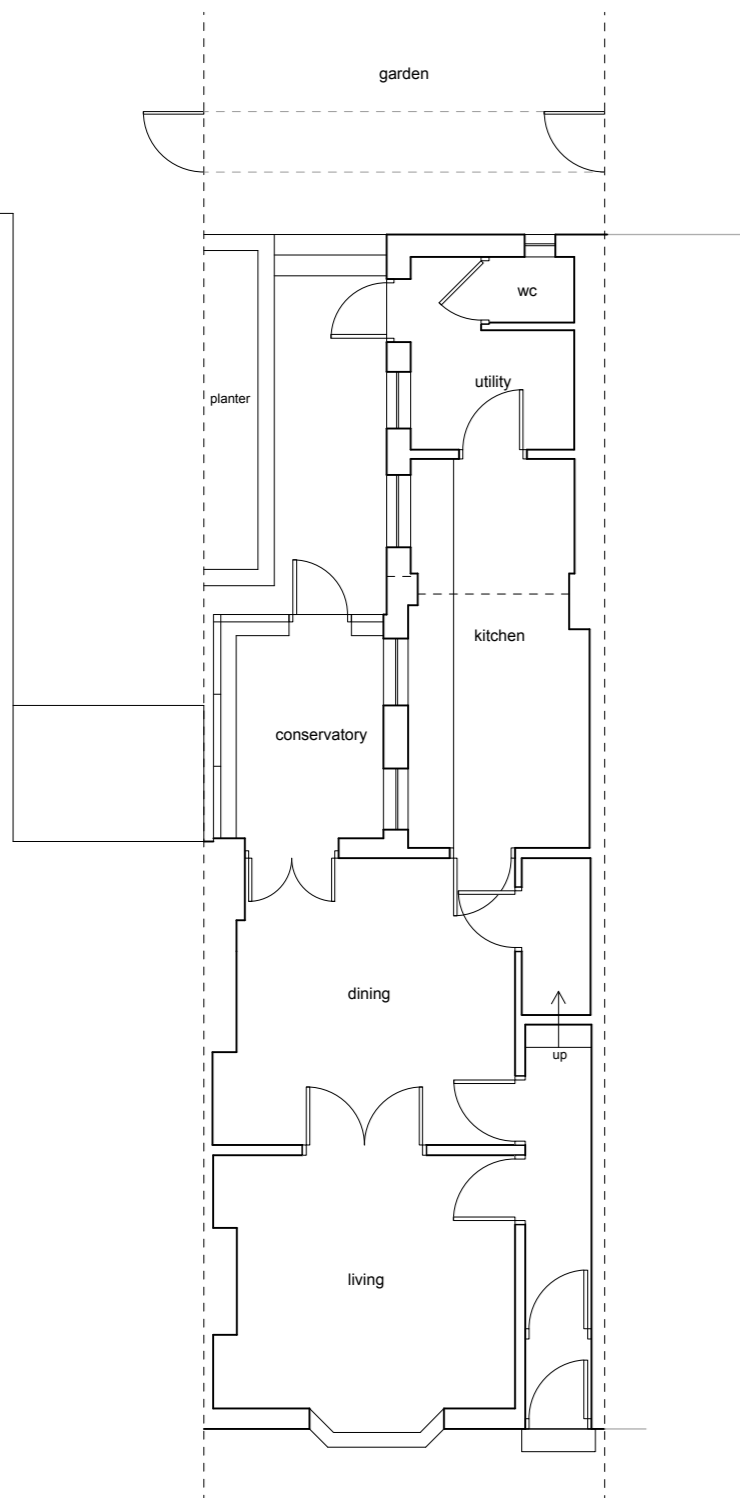 garden
wc
utility
planter
kitchen
conservatory
dining
up
living